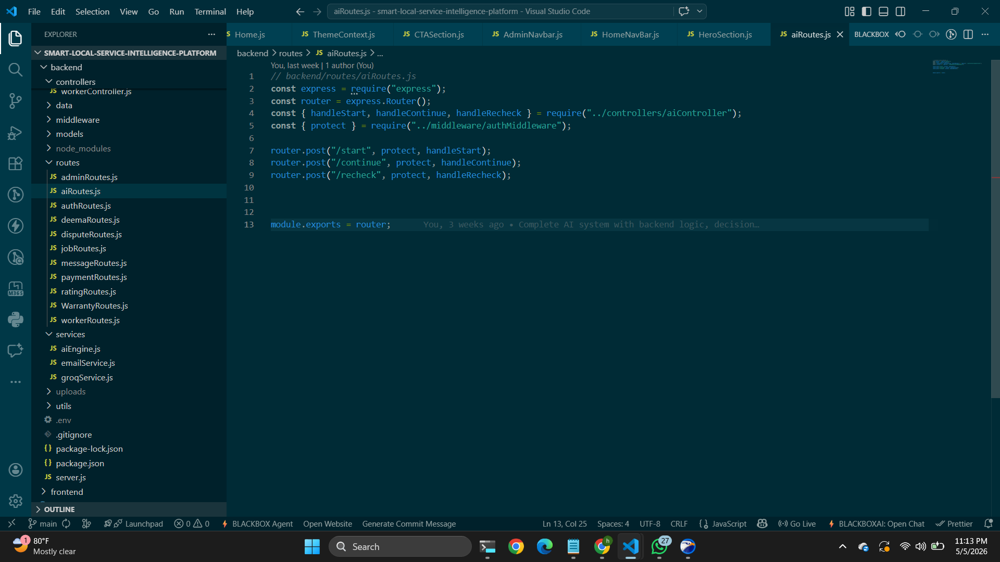 File Edit Selection View Go Run Terminal Help
aiRoutes.js - smart-local-service-intelligence-platform - Visual Studio Code
EXPLORER
SMART-LOCAL-SERVICE-INTELLIGENCE-PLATFORM
backend
controllers
workerController.js
data
middleware
models
node_modules
routes
adminRoutes.js
aiRoutes.js
authRoutes.js
deemaRoutes.js
disputeRoutes.js
jobRoutes.js
messageRoutes.js
paymentRoutes.js
ratingRoutes.js
WarrantyRoutes.js
workerRoutes.js
services
aiEngine.js
emailService.js
groqService.js
uploads
utils
.env
.gitignore
package-lock.json
package.json
server.js
frontend
OUTLINE
M365
Home.js ThemeContext.js CTASection.js AdminNavbar.js HomeNavBar.js HeroSection.js aiRoutes.js BLACKBOX
backend > routes > JS aiRoutes.js > ...
You, last week | 1 author (You)
1 // backend/routes/aiRoutes.js
2 const express = require("express");
3 const router = express.Router();
4 const { handleStart, handleContinue, handleRecheck } = require("../controllers/aiController");
5 const { protect } = require("../middleware/authMiddleware");
6
7 router.post("/start", protect, handleStart);
8 router.post("/continue", protect, handleContinue);
9 router.post("/recheck", protect, handleRecheck);
10
11
12
13 module.exports = router; You, 3 weeks ago • Complete AI system with backend logic, decision…
main Launchpad 0 0 BLACKBOX Agent Open Website Generate Commit Message Ln 13, Col 25 Spaces: 4 UTF-8 CRLF {} JavaScript Go Live BLACKBOXAI: Open Chat Prettier
1 80°F
Mostly clear
Search
h
27
11:13 PM
5/5/2026